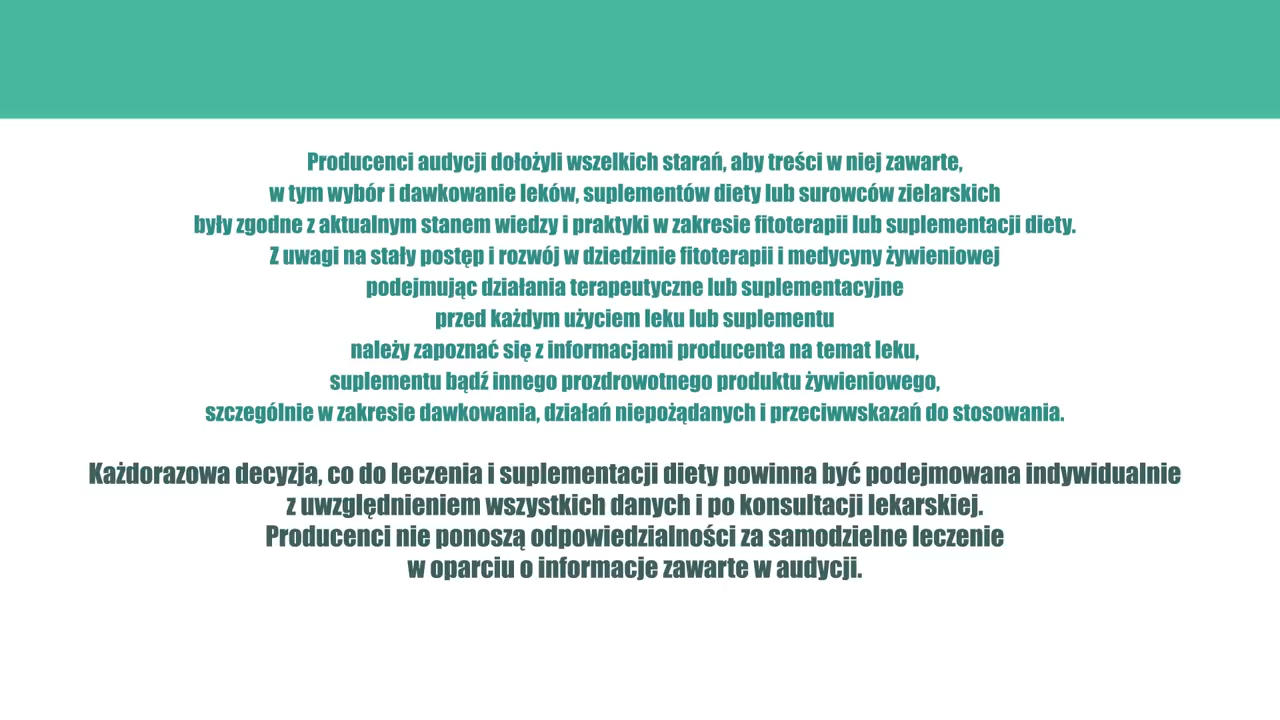 Producenci audycji dołożyli wszelkich starań, aby treści w niej zawarte,
w tym wybór i dawkowanie leków, suplementów diety lub surowców zielarskich
były zgodne z aktualnym stanem wiedzy i praktyki w zakresie fitoterapii lub suplementacji diety.
Z uwagi na stały postęp i rozwój w dziedzinie fitoterapii i medycyny żywieniowej
podejmując działania terapeutyczne lub suplementacyjne
przed każdym użyciem leku lub suplementu
należy zapoznać się z informacjami producenta na temat leku,
suplementu bądź innego prozdrowotnego produktu żywieniowego,
szczególnie w zakresie dawkowania, działań niepożądanych i przeciwwskazań do stosowania.
Każdorazowa decyzja, co do leczenia i suplementacji diety powinna być podejmowana indywidualnie
z uwzględnieniem wszystkich danych i po konsultacji lekarskiej.
Producenci nie ponoszą odpowiedzialności za samodzielne leczenie
w oparciu o informacje zawarte w audycji.